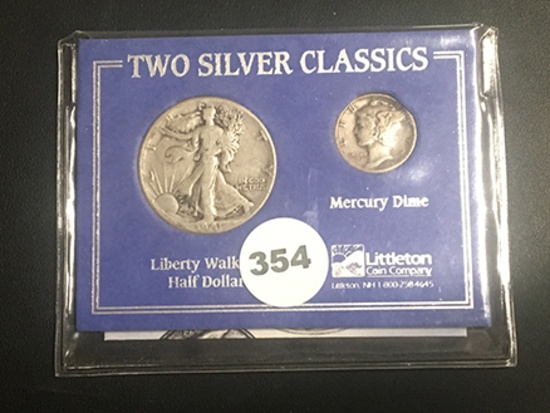 TWO SILVER CLASSICS
IN GOD
WE TRUST
Mercury Dime
Liberty Walk
Half Dollar
354
Littleton
Coin Company
Littleton, NH 1-800-258-4645